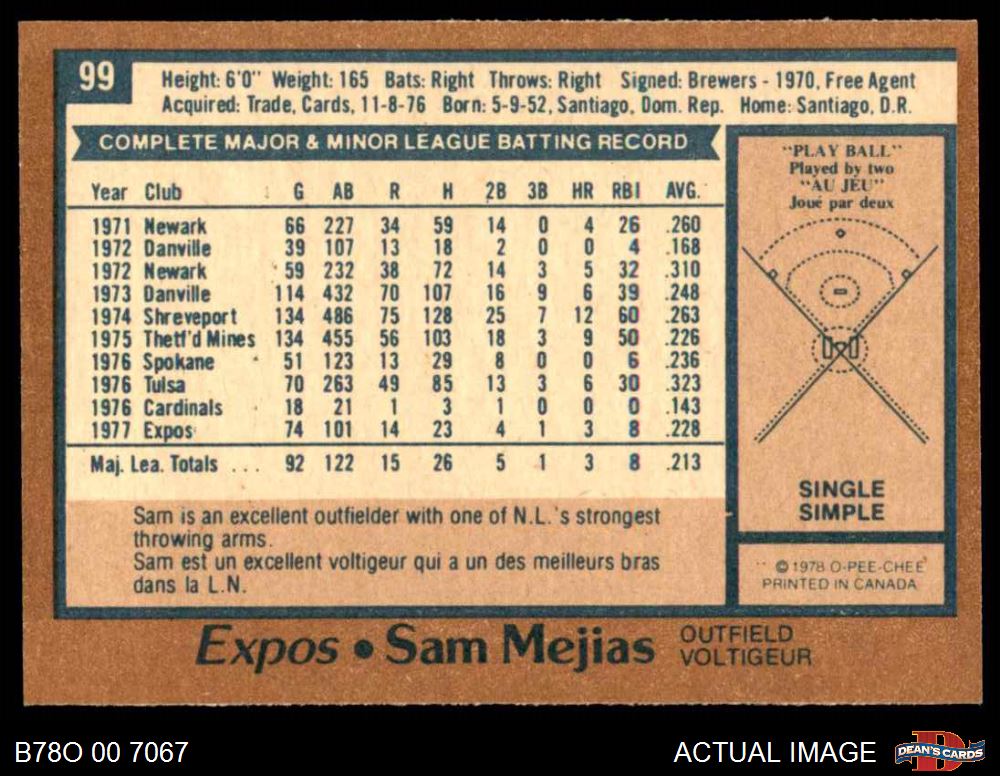 99
Height: 6'0" Weight: 165 Bats: Right Throws: Right Signed: Brewers - 1970, Free Agent
Acquired: Trade, Cards, 11-8-76 Born: 5-9-52, Santiago, Dom. Rep. Home: Santiago, D.R.
COMPLETE MAJOR & MINOR LEAGUE BATTING RECORD
Year Club G AB R H 2B 3B HR RBI AVG.
1971 Newark 66 227 34 59 14 0 4 26 .260
1972 Danville 39 107 13 18 2 0 0 4 .168
1972 Newark 59 232 38 72 14 3 5 32 .310
1973 Danville 114 432 70 107 16 9 6 39 .248
1974 Shreveport 134 486 75 128 25 7 12 60 .263
1975 Thetf'd Mines 134 455 56 103 18 3 9 50 .226
1976 Spokane 51 123 13 29 8 0 0 6 .236
1976 Tulsa 70 263 49 85 13 3 6 30 .323
1976 Cardinals 18 21 1 3 1 0 0 0 .143
1977 Expos 74 101 14 23 4 1 3 8 .228
Maj. Lea. Totals ... 92 122 15 26 5 1 3 8 .213
Sam is an excellent outfielder with one of N.L.'s strongest
throwing arms.
Sam est un excellent voltigeur qui a un des meilleurs bras
dans la L.N.
"PLAY BALL"
Played by two
"AU JEU"
Joué par deux
SINGLE
SIMPLE
© 1978 O-PEE-CHEE
PRINTED IN CANADA
Expos • Sam Mejias
OUTFIELD
VOLTIGEUR
B78O 00 7067
ACTUAL IMAGE
DEAN'S CARDS